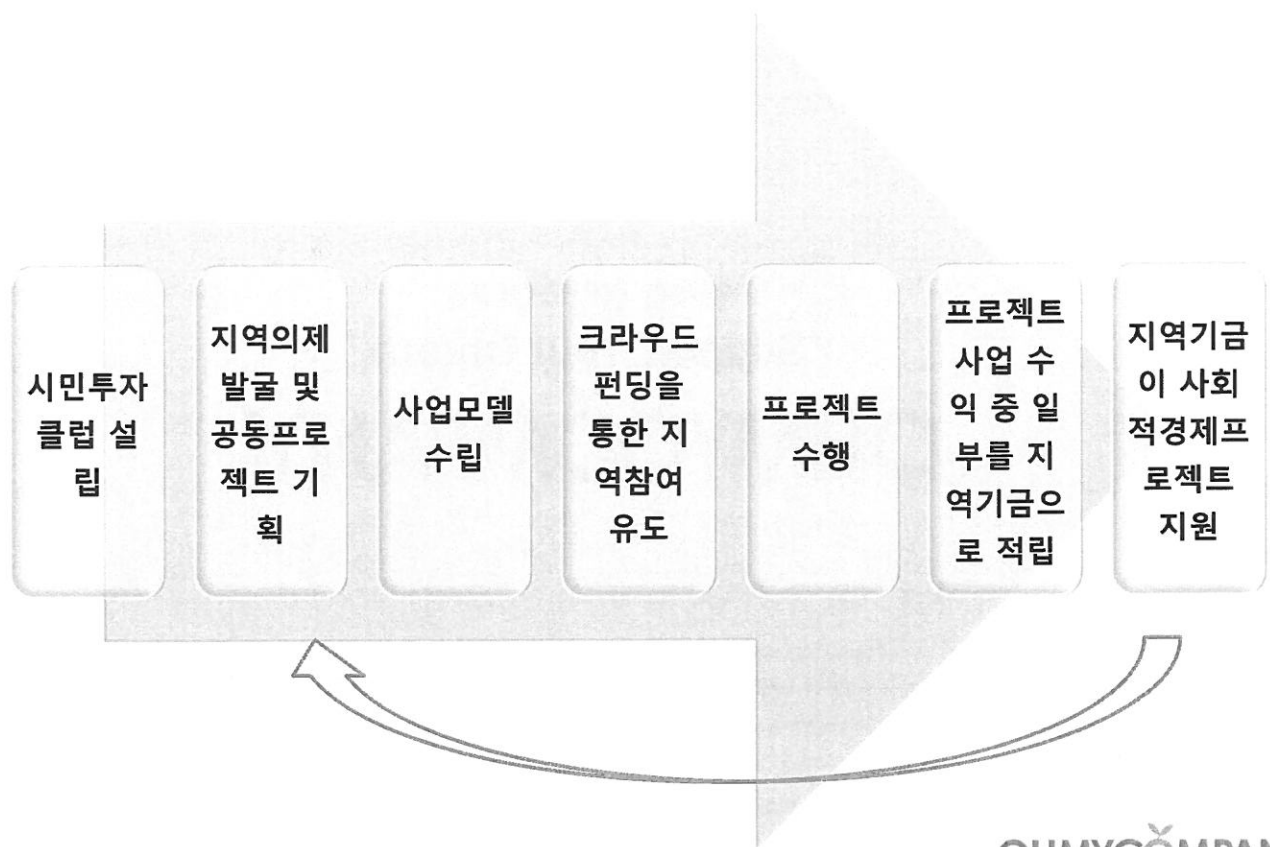 시민투자
클럽 설
립
지역의제
발굴 및
공동프로
젝트 기
획
사업모델
수립
크라우드
펀딩을
통한 지
역참여
유도
프로젝트
수행
프로젝트
사업 수
익 중 일
부를 지
역기금으
로 적립
지역기금
이 사회
적경제프
로젝트
지원